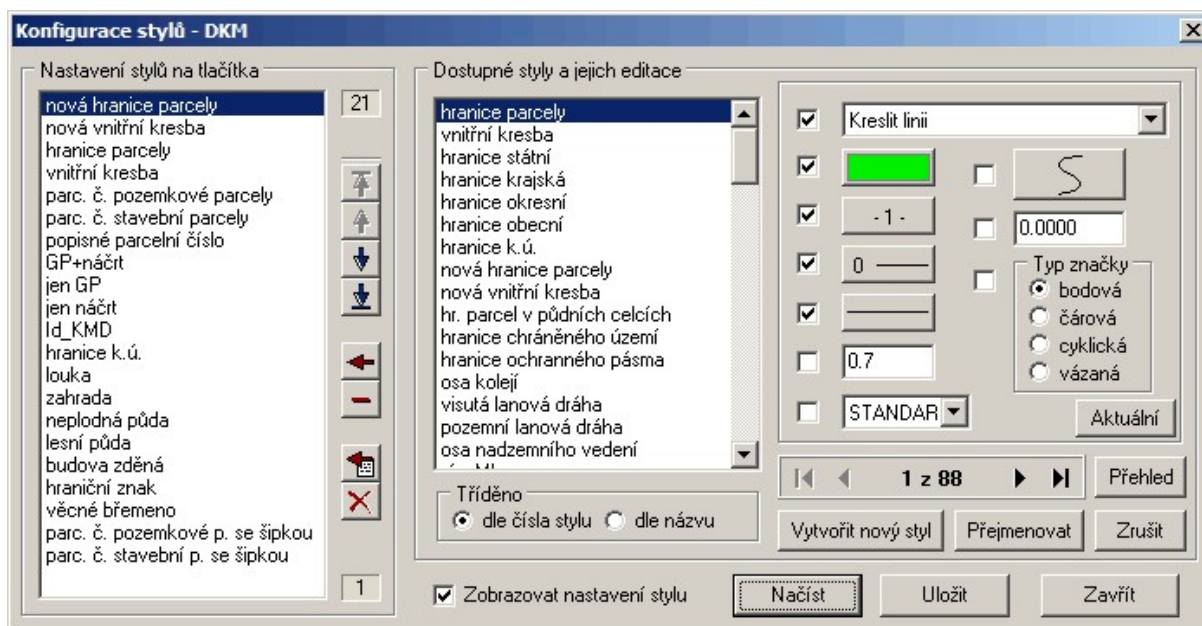 Konfigurace stylů - DKM
Nastavení stylů na tlačítka
nová hranice parcely
nová vnitřní kresba
hranice parcely
vnitřní kresba
parc. č. pozemkové parcely
parc. č. stavební parcely
popisné parcelní číslo
GP+náčrt
jen GP
jen náčrt
Id_KMD
hranice k.ú.
louka
zahrada
neplodná půda
lesní půda
budova zděná
hraniční znak
věcné břemeno
parc. č. pozemkové p. se šipkou
parc. č. stavební p. se šipkou
21
1
Dostupné styly a jejich editace
hranice parcely
vnitřní kresba
hranice státní
hranice krajská
hranice okresní
hranice obecní
hranice k.ú.
nová hranice parcely
nová vnitřní kresba
hr. parcel v půdních celcích
hranice chráněného území
hranice ochranného pásma
osa kolejí
visutá lanová dráha
pozemní lanová dráha
osa nadzemního vedení
Tříděno
dle čísla stylu
dle názvu
Kreslit linii
- 1 -
0
0.7
STANDAR
0.0000
Typ značky
bodová
čárová
cyklická
vázaná
Aktuální
1 z 88
Přehled
Vytvořit nový styl
Přejmenovat
Zrušit
Zobrazovat nastavení stylu
Načíst
Uložit
Zavřít